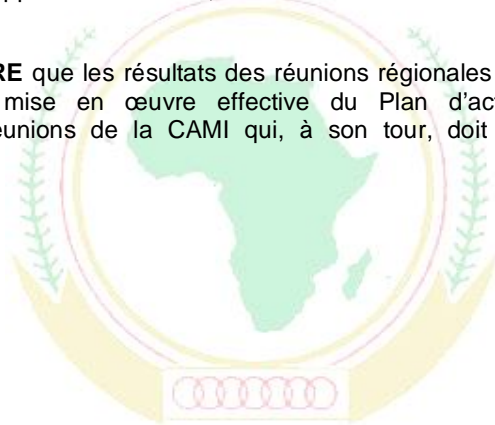 RE que les résultats des réunions régionales
mise en œuvre effective du Plan d'ac
unions de la CAMI qui, à son tour, doit